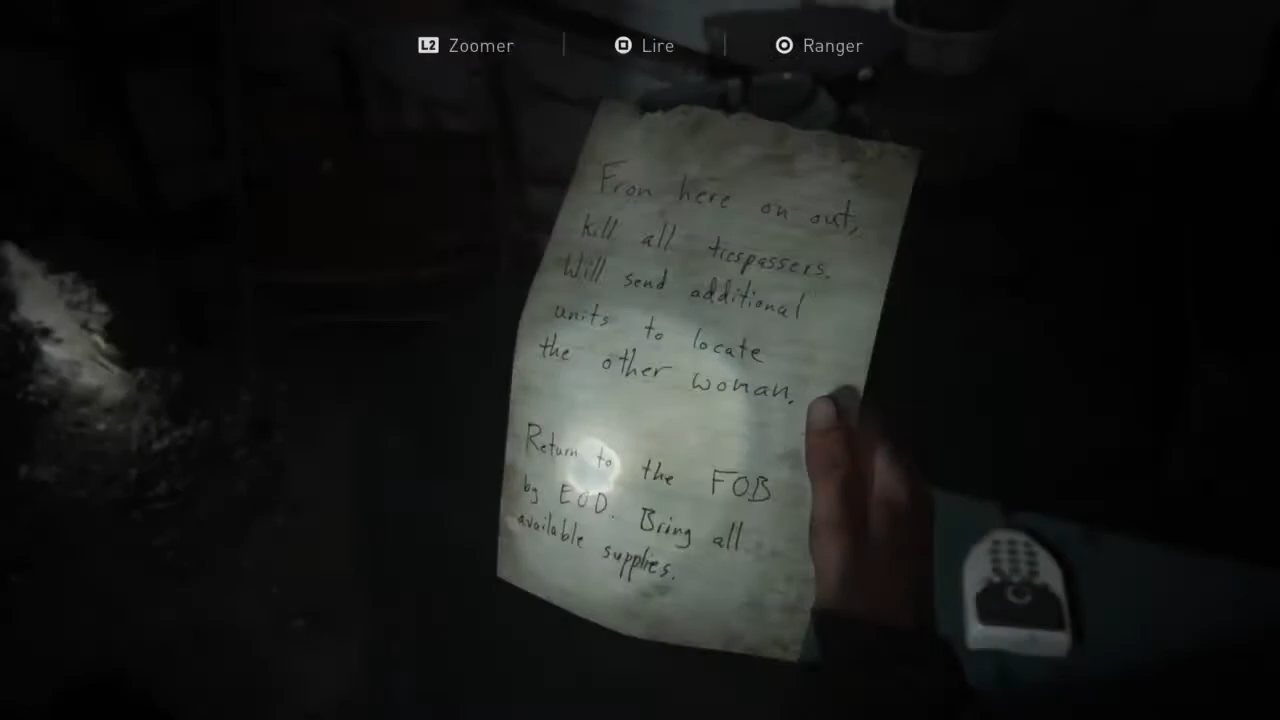 L2 Zoomer | Lire | Ranger
From here on out,
kill all trespassers.
Will send additional
units to locate
the other woman.
Return to the FOB
by EOD. Bring all
available supplies.